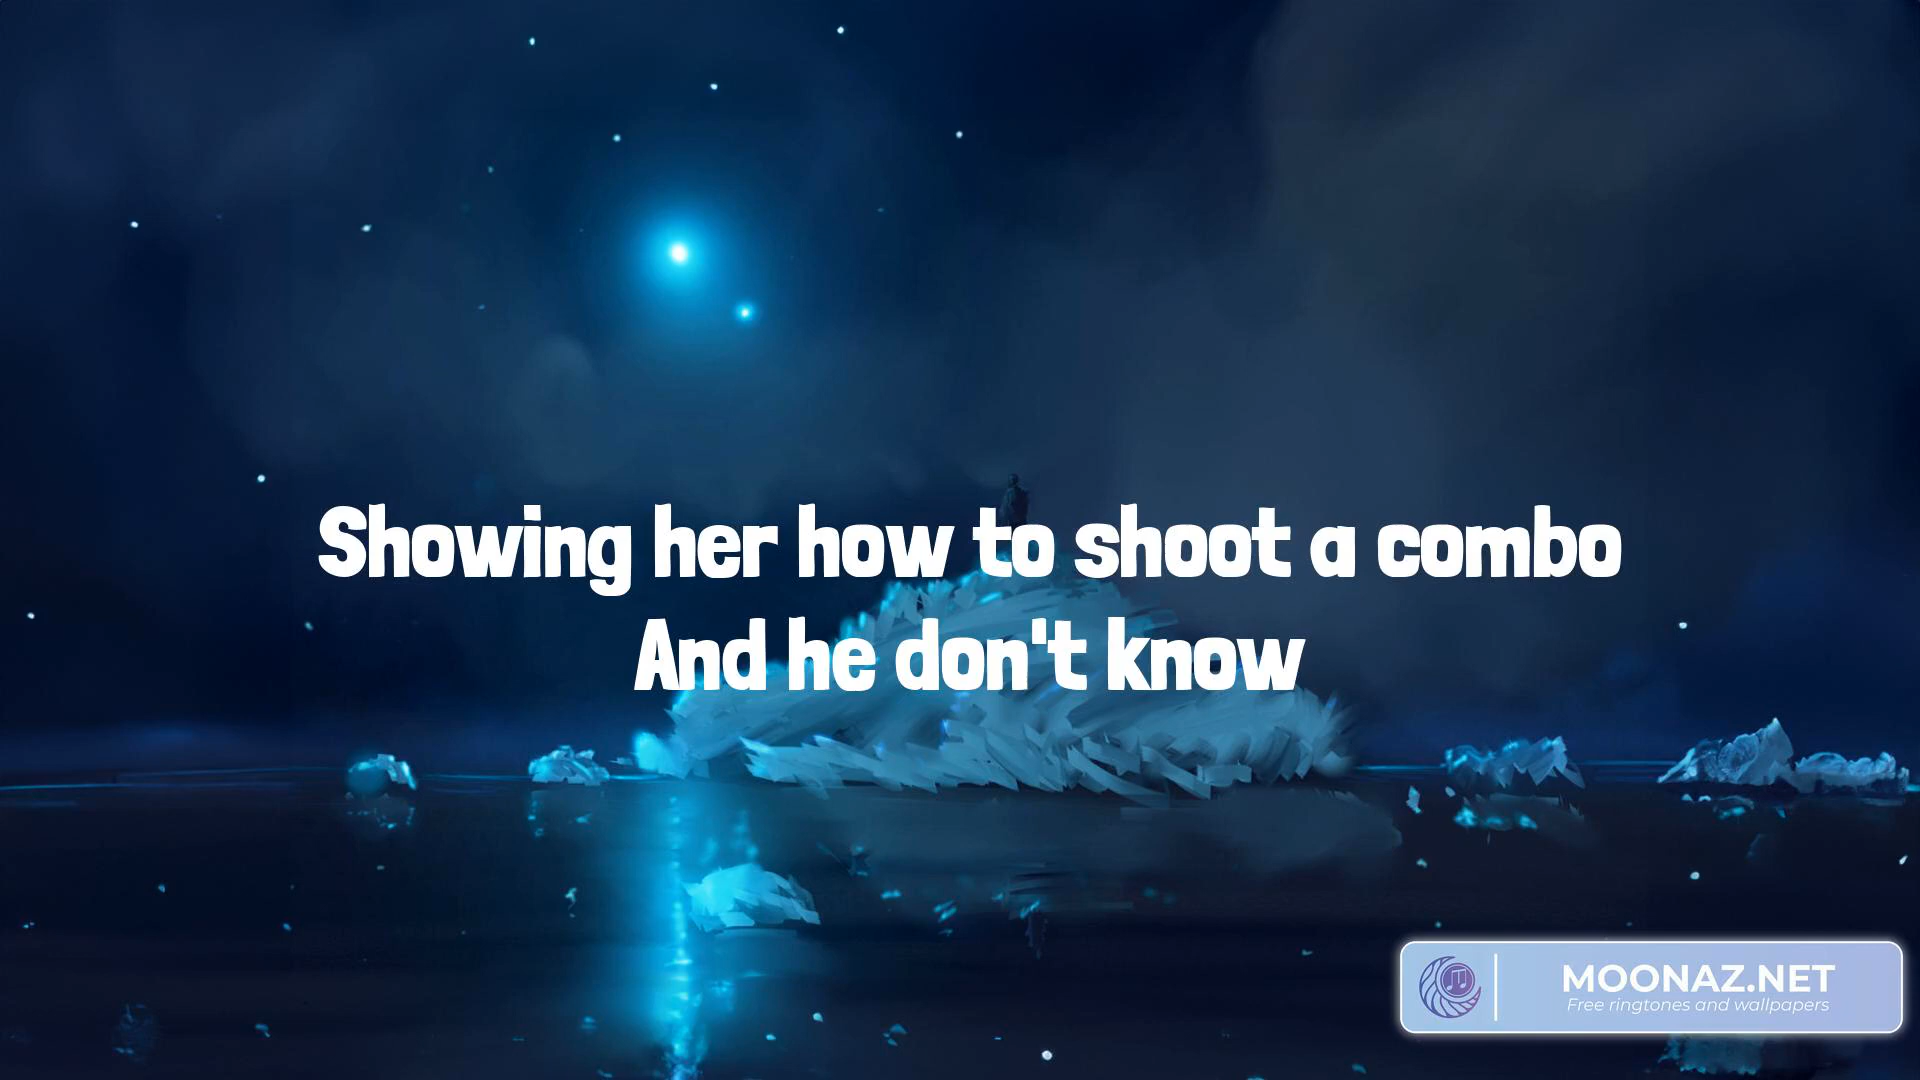 Showing her how to shoot a combo
And he don't know
MOONAZ.NET
Free ringtones and wallpapers